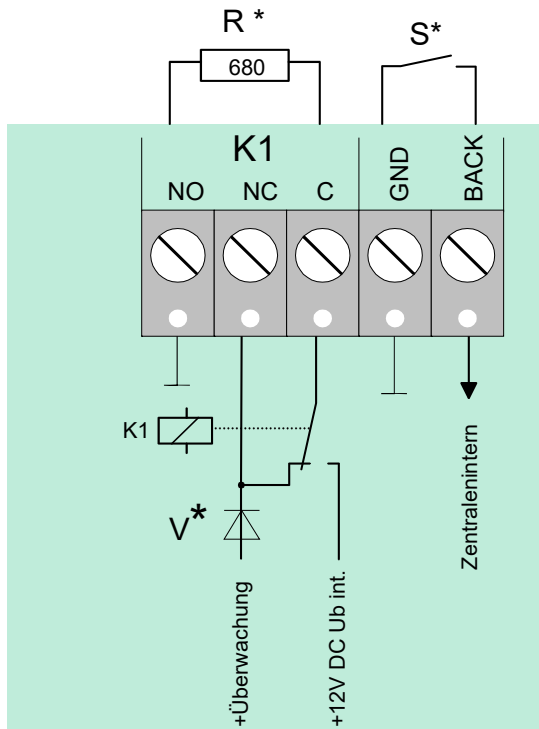 R *
680
S*
K1
NO
NC
C
GND
BACK
K1
V*
+Überwachung
+12V DC Ub int.
Zentralenintern